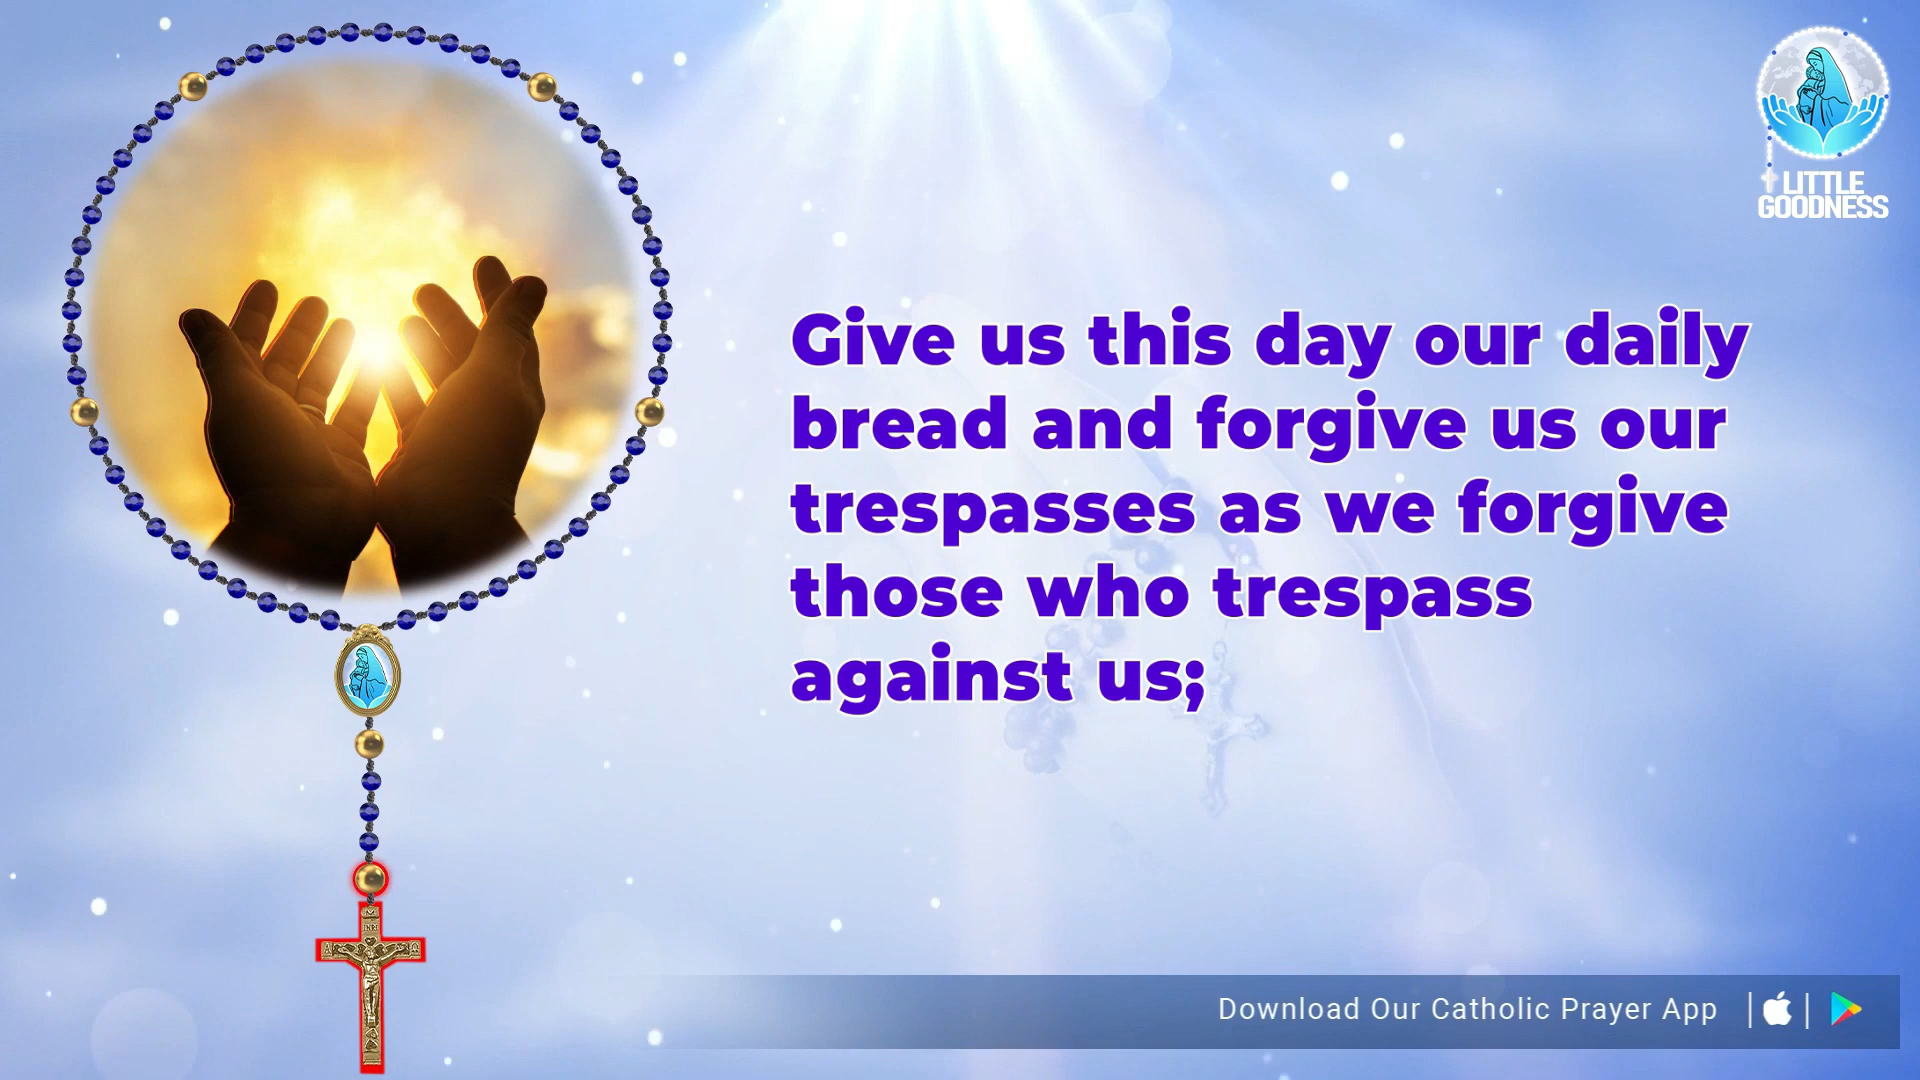 LITTLE
GOODNESS
Give us this day our daily
bread and forgive us our
trespasses as we forgive
those who trespass
against us;
INRI
A Ω
Download Our Catholic Prayer App | |